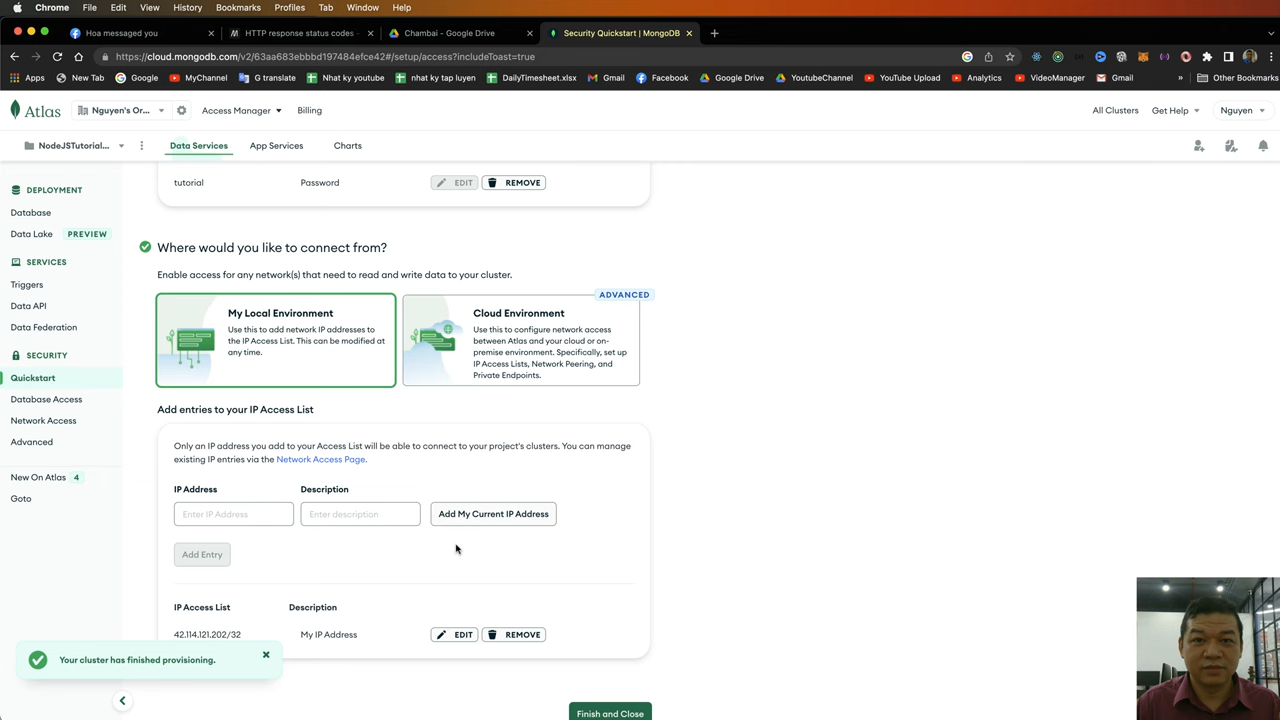 Chrome File Edit View History Bookmarks Profiles Tab Window Help
Hoa messaged you
HTTP response status codes -
Chambai - Google Drive
Security Quickstart | MongoDB
https://cloud.mongodb.com/v2/63aa683ebbbd197484efce42#/setup/access?includeToast=true
Apps New Tab Google MyChannel G translate Nhat ky youtube nhat ky tap luyen DailyTimesheet.xlsx Gmail Facebook Google Drive YoutubeChannel YouTube Upload Analytics VideoManager Gmail » Other Bookmarks
Atlas Nguyen's Or... Access Manager Billing All Clusters Get Help Nguyen
NodeJSTutorial... Data Services App Services Charts
DEPLOYMENT
Database
Data Lake PREVIEW
SERVICES
Triggers
Data API
Data Federation
SECURITY
Quickstart
Database Access
Network Access
Advanced
New On Atlas 4
Goto
tutorial Password EDIT REMOVE
Where would you like to connect from?
Enable access for any network(s) that need to read and write data to your cluster.
My Local Environment
Use this to add network IP addresses to
the IP Access List. This can be modified at
any time.
ADVANCED
Cloud Environment
Use this to configure network access
between Atlas and your cloud or on-
premise environment. Specifically, set up
IP Access Lists, Network Peering, and
Private Endpoints.
Add entries to your IP Access List
Only an IP address you add to your Access List will be able to connect to your project's clusters. You can manage
existing IP entries via the Network Access Page.
IP Address Description
Enter IP Address Enter description Add My Current IP Address
Add Entry
IP Access List Description
42.114.121.202/32 My IP Address EDIT REMOVE
Your cluster has finished provisioning.
Finish and Close